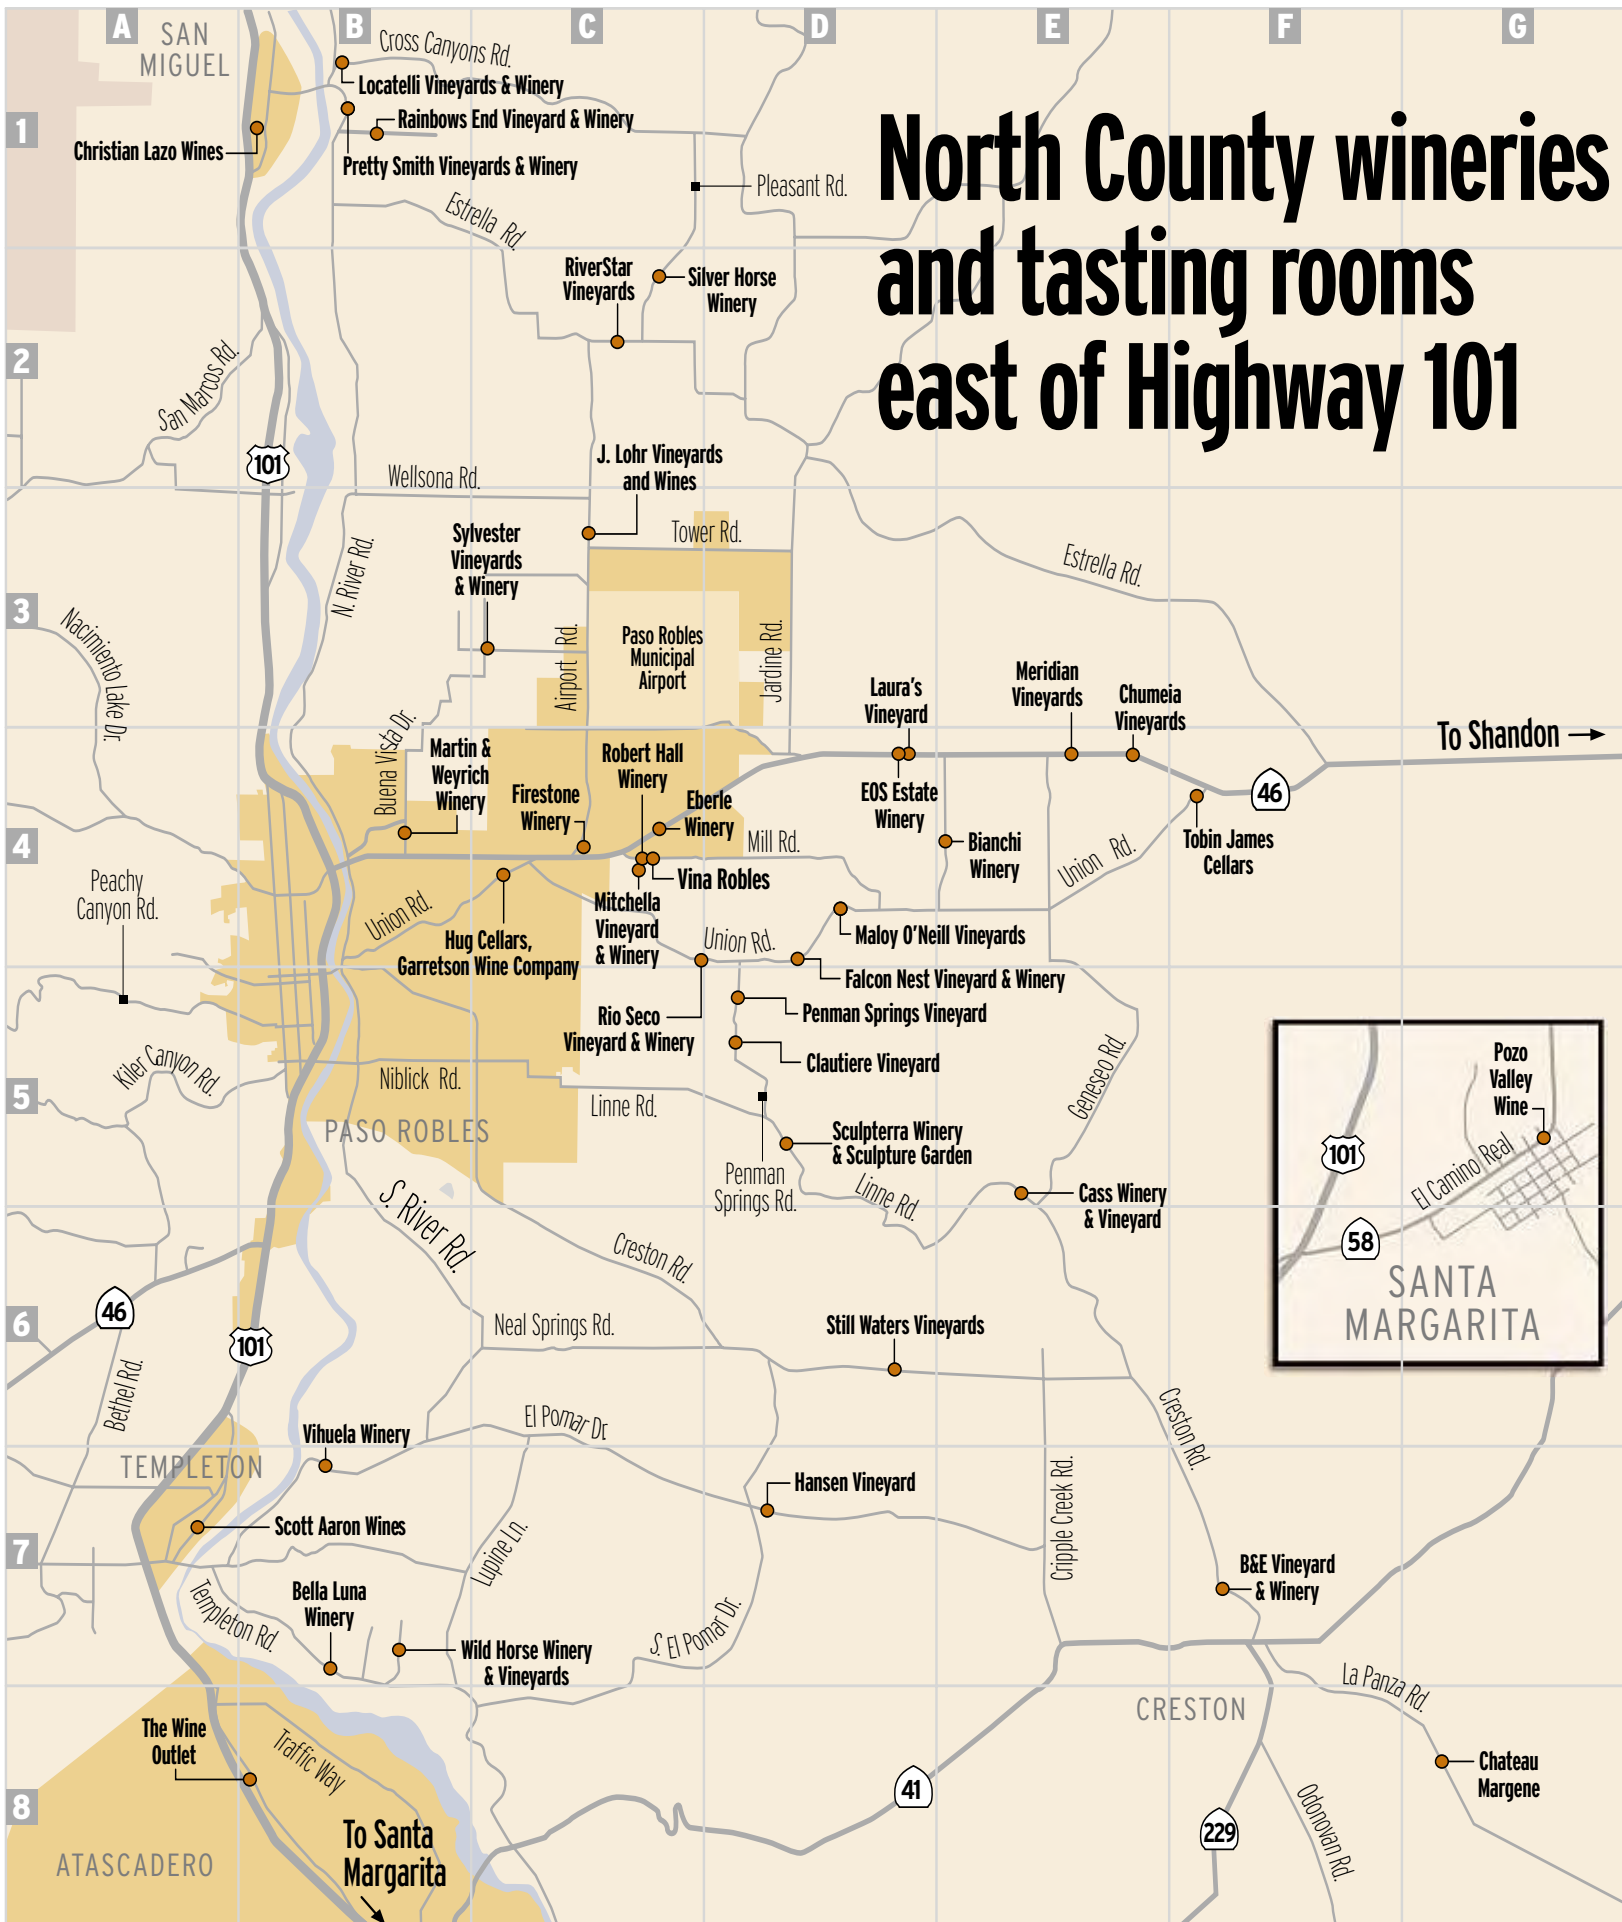 A
B
C
D
E
F
G
1
2
3
4
5
6
7
8
North County wineries
and tasting rooms
east of Highway 101
SAN
MIGUEL
Cross Canyons Rd.
Locatelli Vineyards & Winery
Rainbows End Vineyard & Winery
Christian Lazo Wines
Pretty Smith Vineyards & Winery
Pleasant Rd.
Estrella Rd.
RiverStar
Vineyards
Silver Horse
Winery
San Marcos Rd.
101
J. Lohr Vineyards
and Wines
Wellsona Rd.
Sylvester
Vineyards
& Winery
Tower Rd.
N. River Rd.
Estrella Rd.
Nacimiento Lake Dr.
Airport Rd.
Paso Robles
Municipal
Airport
Jardine Rd.
Laura's
Vineyard
Meridian
Vineyards
Chumeia
Vineyards
To Shandon
Buena Vista Dr.
Martin &
Weyrich
Winery
Firestone
Winery
Robert Hall
Winery
Eberle
Winery
EOS Estate
Winery
46
Mill Rd.
Bianchi
Winery
Union Rd.
Tobin James
Cellars
Peachy
Canyon Rd.
Vina Robles
Union Rd.
Mitchella
Vineyard
& Winery
Hug Cellars,
Garretson Wine Company
Union Rd.
Maloy O'Neill Vineyards
Falcon Nest Vineyard & Winery
Rio Seco
Vineyard & Winery
Penman Springs Vineyard
Clautiere Vineyard
Kiler Canyon Rd.
Niblick Rd.
Linne Rd.
Geneseo Rd.
PASO ROBLES
Sculpterra Winery
& Sculpture Garden
Penman
Springs Rd.
Linne Rd.
Cass Winery
& Vineyard
Pozo
Valley
Wine
101
El Camino Real
58
SANTA
MARGARITA
S. River Rd.
Creston Rd.
46
101
Neal Springs Rd.
Still Waters Vineyards
Bethel Rd.
El Pomar Dr.
Creston Rd.
Vihuela Winery
TEMPLETON
Hansen Vineyard
Cripple Creek Rd.
Scott Aaron Wines
Lupine Ln.
B&E Vineyard
& Winery
Templeton Rd.
Bella Luna
Winery
Wild Horse Winery
& Vineyards
S. El Pomar Dr.
La Panza Rd.
CRESTON
The Wine
Outlet
Traffic Way
Chateau
Margene
41
229
Odonovan Rd.
To Santa
Margarita
ATASCADERO